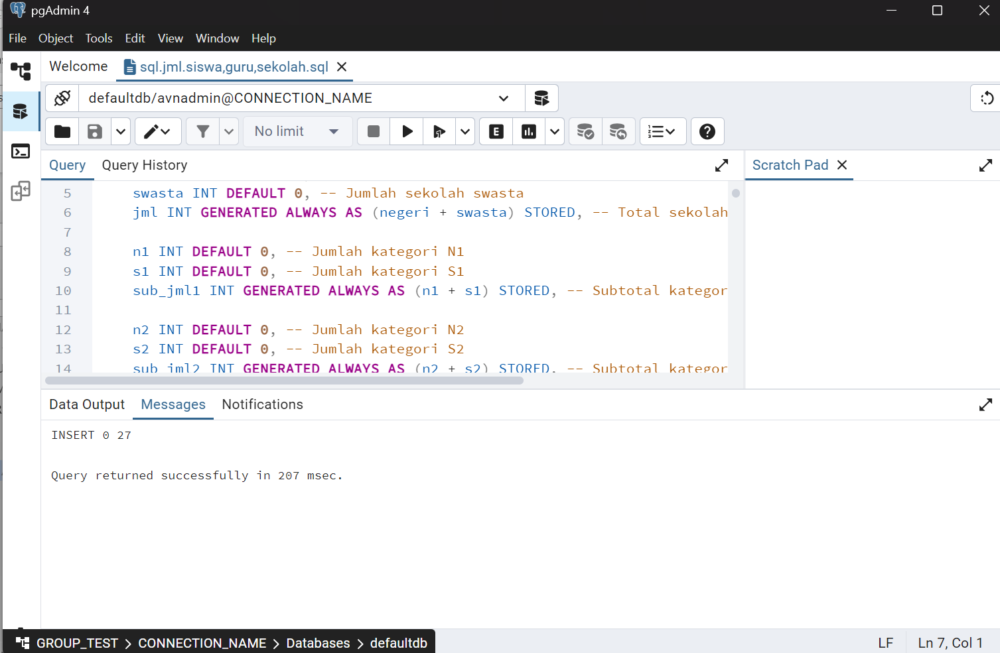 pgAdmin 4
File Object Tools Edit View Window Help
Welcome sql.jml.siswa,guru,sekolah.sql
defaultdb/avnadmin@CONNECTION_NAME
No limit E
Query Query History Scratch Pad
5 swasta INT DEFAULT 0, -- Jumlah sekolah swasta
6 jml INT GENERATED ALWAYS AS (negeri + swasta) STORED, -- Total sekolah
7
8 n1 INT DEFAULT 0, -- Jumlah kategori N1
9 s1 INT DEFAULT 0, -- Jumlah kategori S1
10 sub_jml1 INT GENERATED ALWAYS AS (n1 + s1) STORED, -- Subtotal kategor
11
12 n2 INT DEFAULT 0, -- Jumlah kategori N2
13 s2 INT DEFAULT 0, -- Jumlah kategori S2
14 sub_jml2 INT GENERATED ALWAYS AS (n2 + s2) STORED, -- Subtotal kategor
Data Output Messages Notifications
INSERT 0 27
Query returned successfully in 207 msec.
GROUP_TEST > CONNECTION_NAME > Databases > defaultdb
LF Ln 7, Col 1